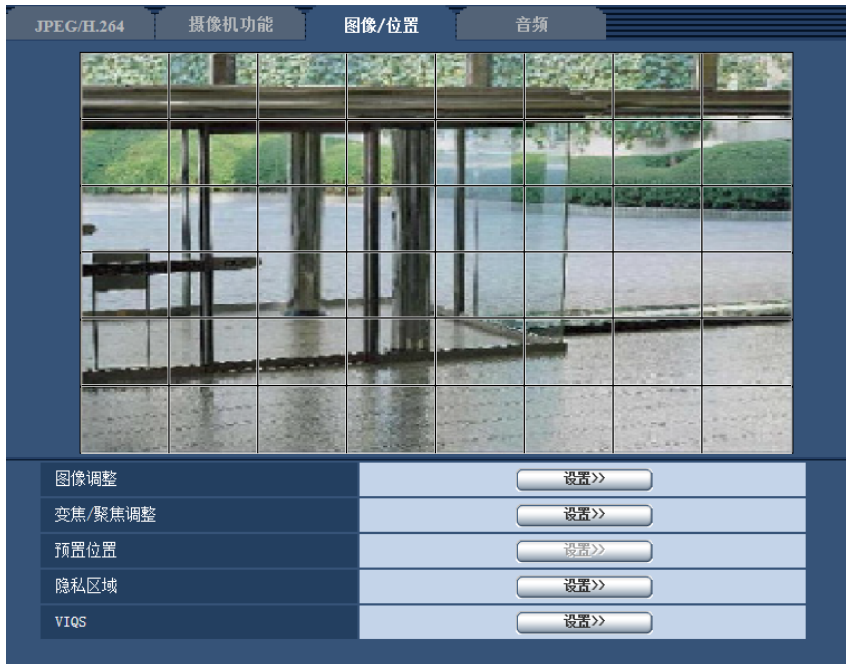 JPEG/H.264 摄像机功能 图像/位置 音频
图像调整 设置>>
变焦/聚焦调整 设置>>
预置位置 设置>>
隐私区域 设置>>
VIQS 设置>>